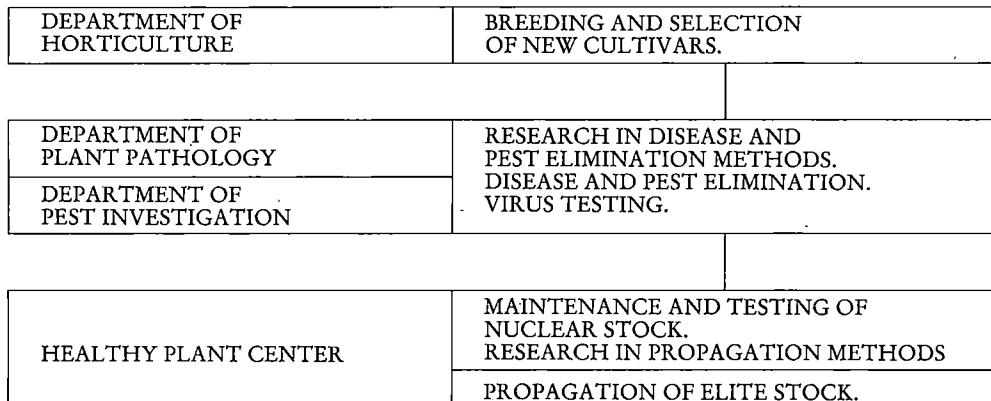 DEPARTMENT OF
HORTICULTURE
BREEDING AND SELECTION
OF NEW CULTIVARS.
DEPARTMENT OF
PLANT PATHOLOGY
DEPARTMENT OF
PEST INVESTIGATION
RESEARCH IN DISEASE AND
PEST ELIMINATION METHODS.
DISEASE AND PEST ELIMINATION.
VIRUS TESTING.
HEALTHY PLANT CENTER
MAINTENANCE AND TESTING OF
NUCLEAR STOCK.
RESEARCH IN PROPAGATION METHODS
PROPAGATION OF ELITE STOCK.